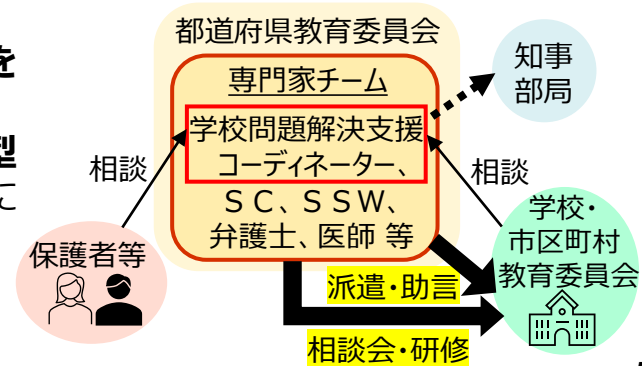 を
型
に
都道府県教育委員会
専門家チーム
学校問題解決支援
コーディネーター、
ＳＣ、ＳＳＷ、
弁護士、医師 等
知事
部局
相談
相談
保護者等
学校・
市区町村
教育委員会
派遣・助言
相談会・研修